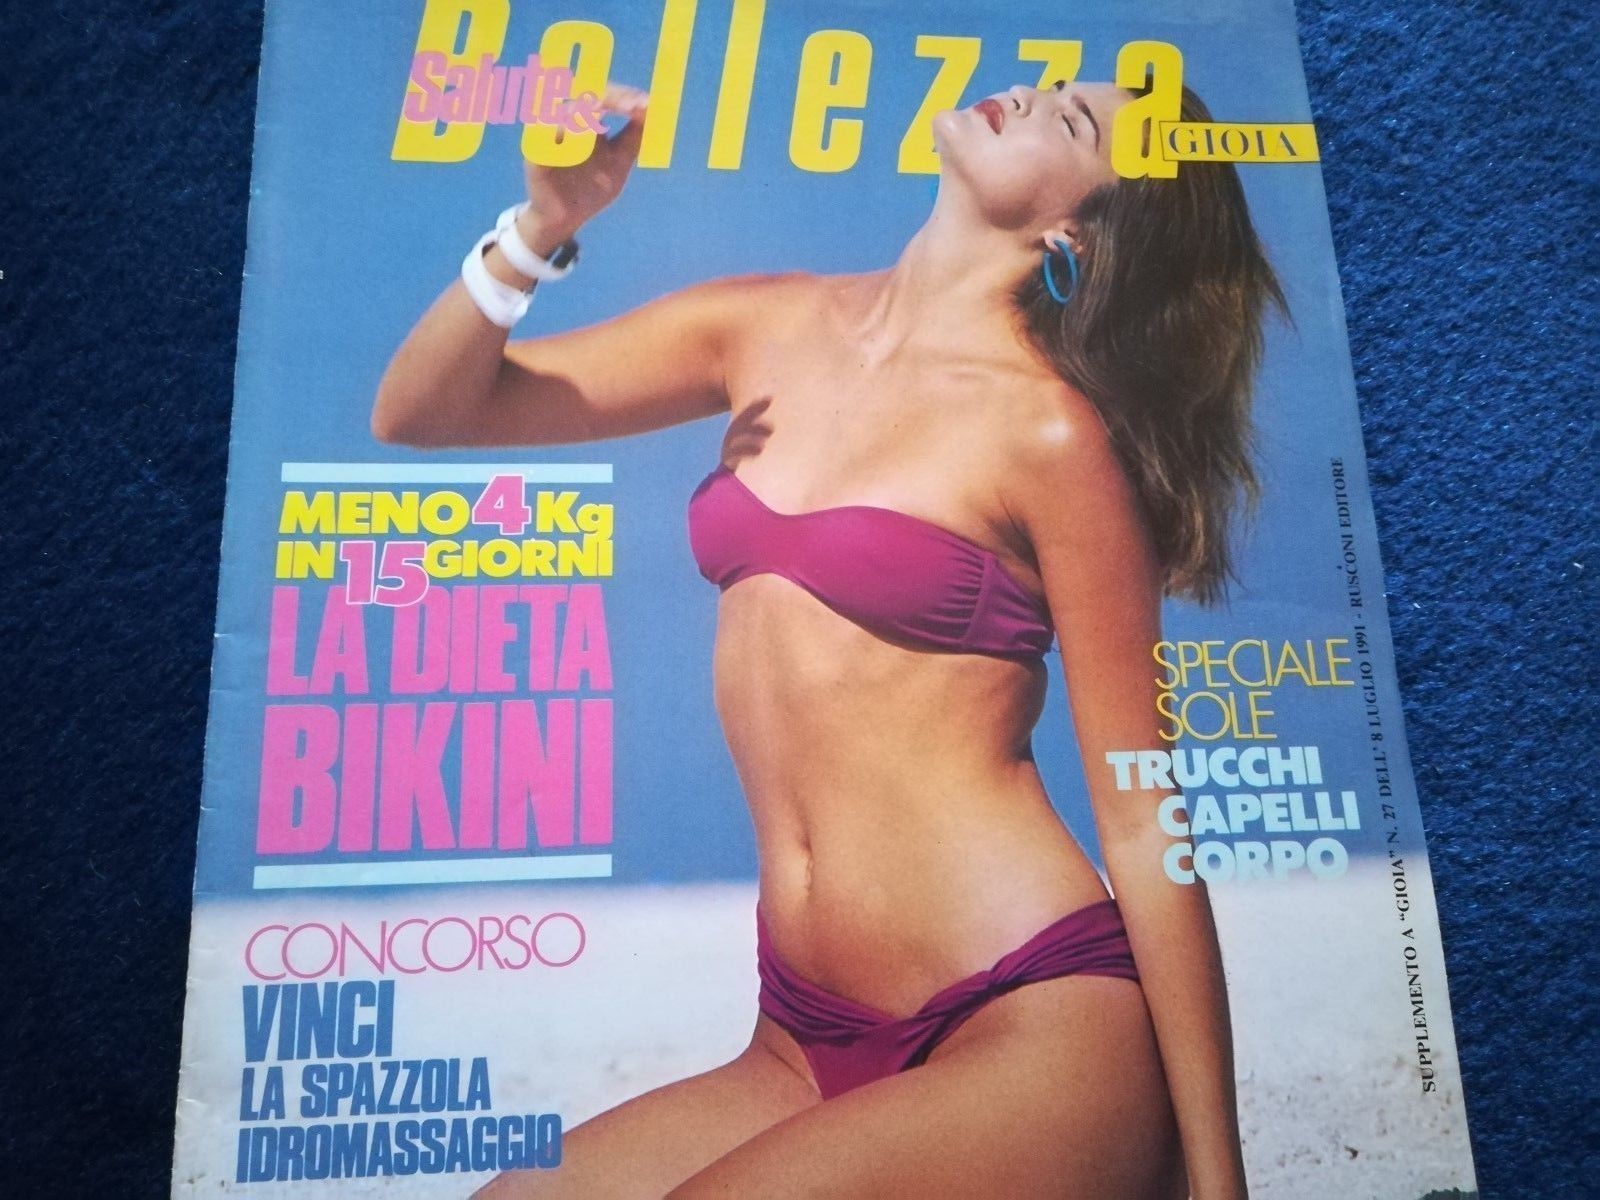 Salute &
Bellezza
GIOIA
MENO 4 Kg
IN 15 GIORNI
LA DIETA
BIKINI
CONCORSO
VINCI
LA SPAZZOLA
IDROMASSAGGIO
SPECIALE
SOLE
TRUCCHI
CAPELLI
CORPO
SUPPLEMENTO A "GIOIA" N. 27 DELL' 8 LUGLIO 1991 - RUSCONI EDITORE